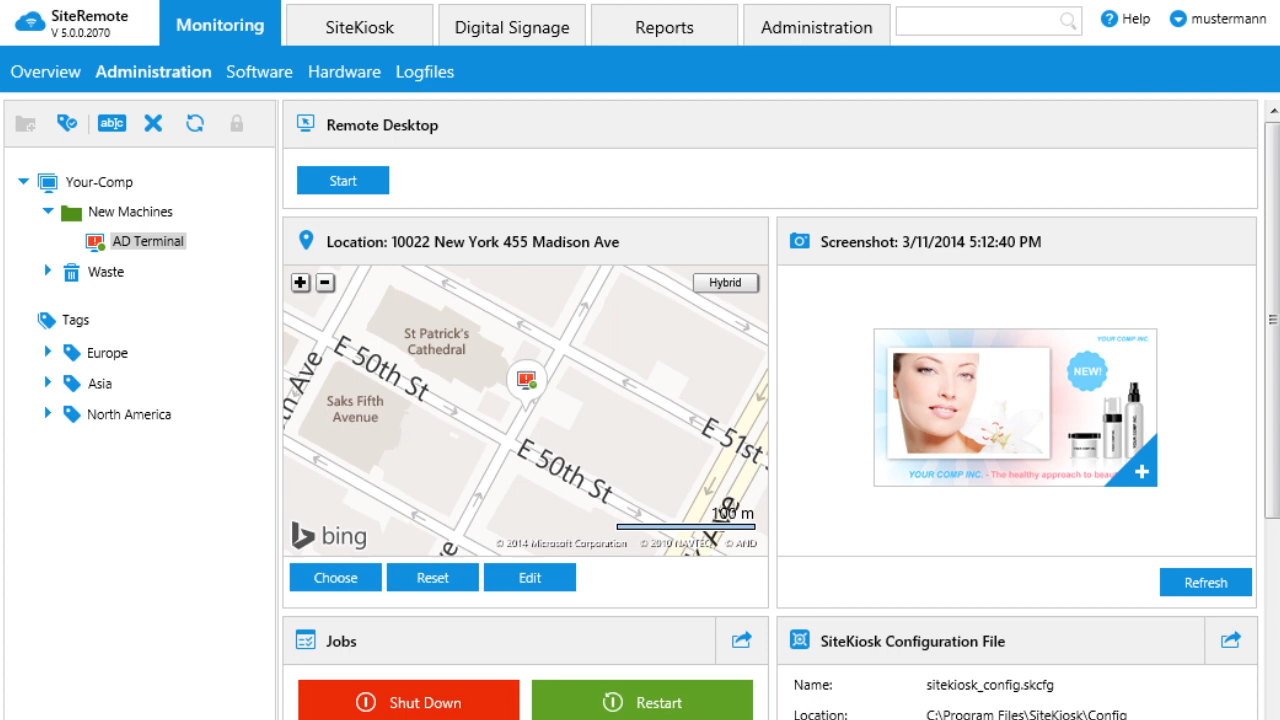 SiteRemote
V 5.0.0.2070
Monitoring
SiteKiosk
Digital Signage
Reports
Administration
Help
mustermann
Overview
Administration
Software
Hardware
Logfiles
ab|c
Your-Comp
New Machines
AD Terminal
Waste
Tags
Europe
Asia
North America
Remote Desktop
Start
Location: 10022 New York 455 Madison Ave
Hybrid
St Patrick's
Cathedral
E 50th St
Saks Fifth
Avenue
E 51st
E 50th St
100 m
bing
© 2014 Microsoft Corporation © 2010 NAVTEQ © AND
Choose
Reset
Edit
Screenshot: 3/11/2014 5:12:40 PM
YOUR COMP INC.
NEW!
YOUR COMP INC. - The healthy approach to beau
Refresh
Jobs
Shut Down
Restart
SiteKiosk Configuration File
Name: sitekiosk_config.skcfg
Location: C:\Program Files\SiteKiosk\Config